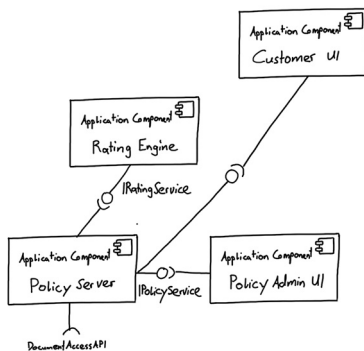 Application Component
Customer UI
Application Component
Rating Engine
IRatingService
Application Component
Policy Server
IPolicyService
Application Component
Policy Admin UI
DocumentAccessAPI